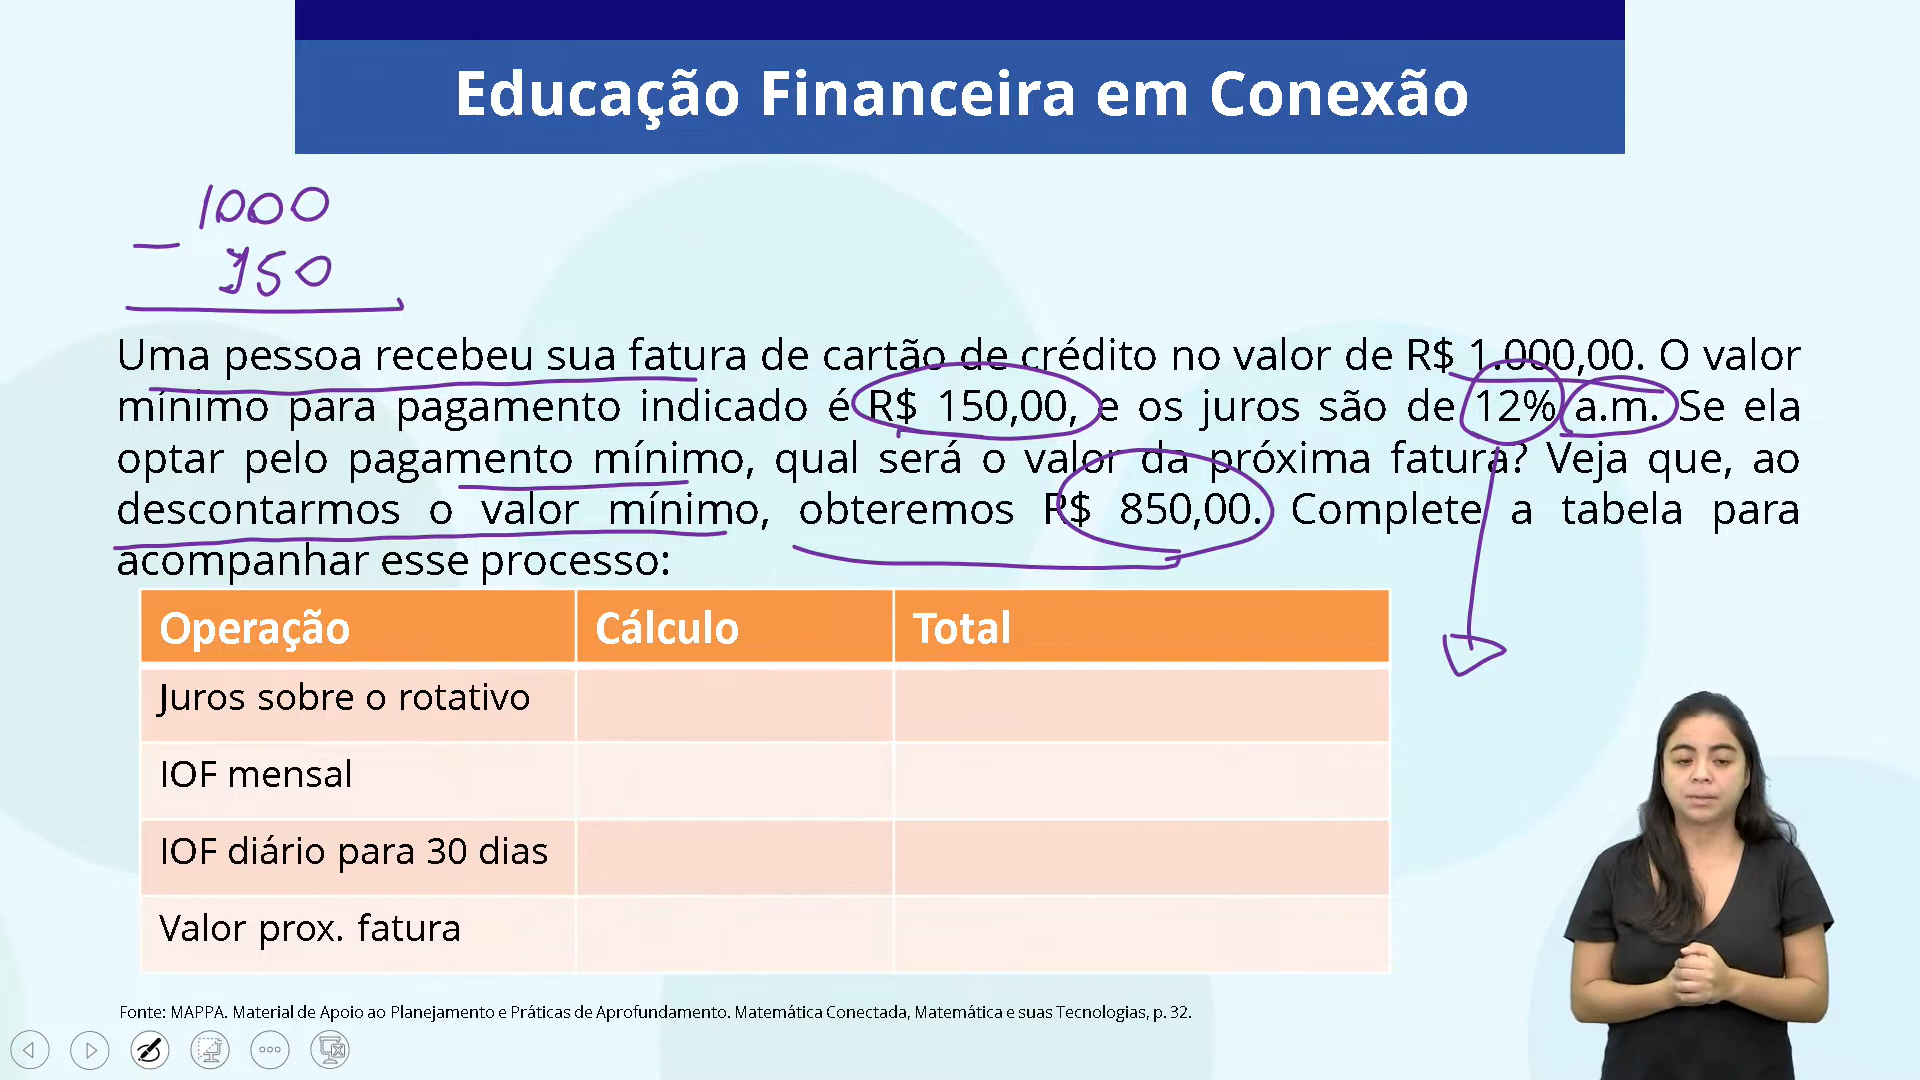 Educação Financeira em Conexão
1000
- 150
Uma pessoa recebeu sua fatura de cartão de crédito no valor de R$ 1.000,00. O valor
mínimo para pagamento indicado é R$ 150,00, e os juros são de 12% a.m. Se ela
optar pelo pagamento mínimo, qual será o valor da próxima fatura? Veja que, ao
descontarmos o valor mínimo, obteremos R$ 850,00. Complete a tabela para
acompanhar esse processo:
Operação Cálculo Total
Juros sobre o rotativo
IOF mensal
IOF diário para 30 dias
Valor prox. fatura
Fonte: MAPPA. Material de Apoio ao Planejamento e Práticas de Aprofundamento. Matemática Conectada, Matemática e suas Tecnologias, p. 32.